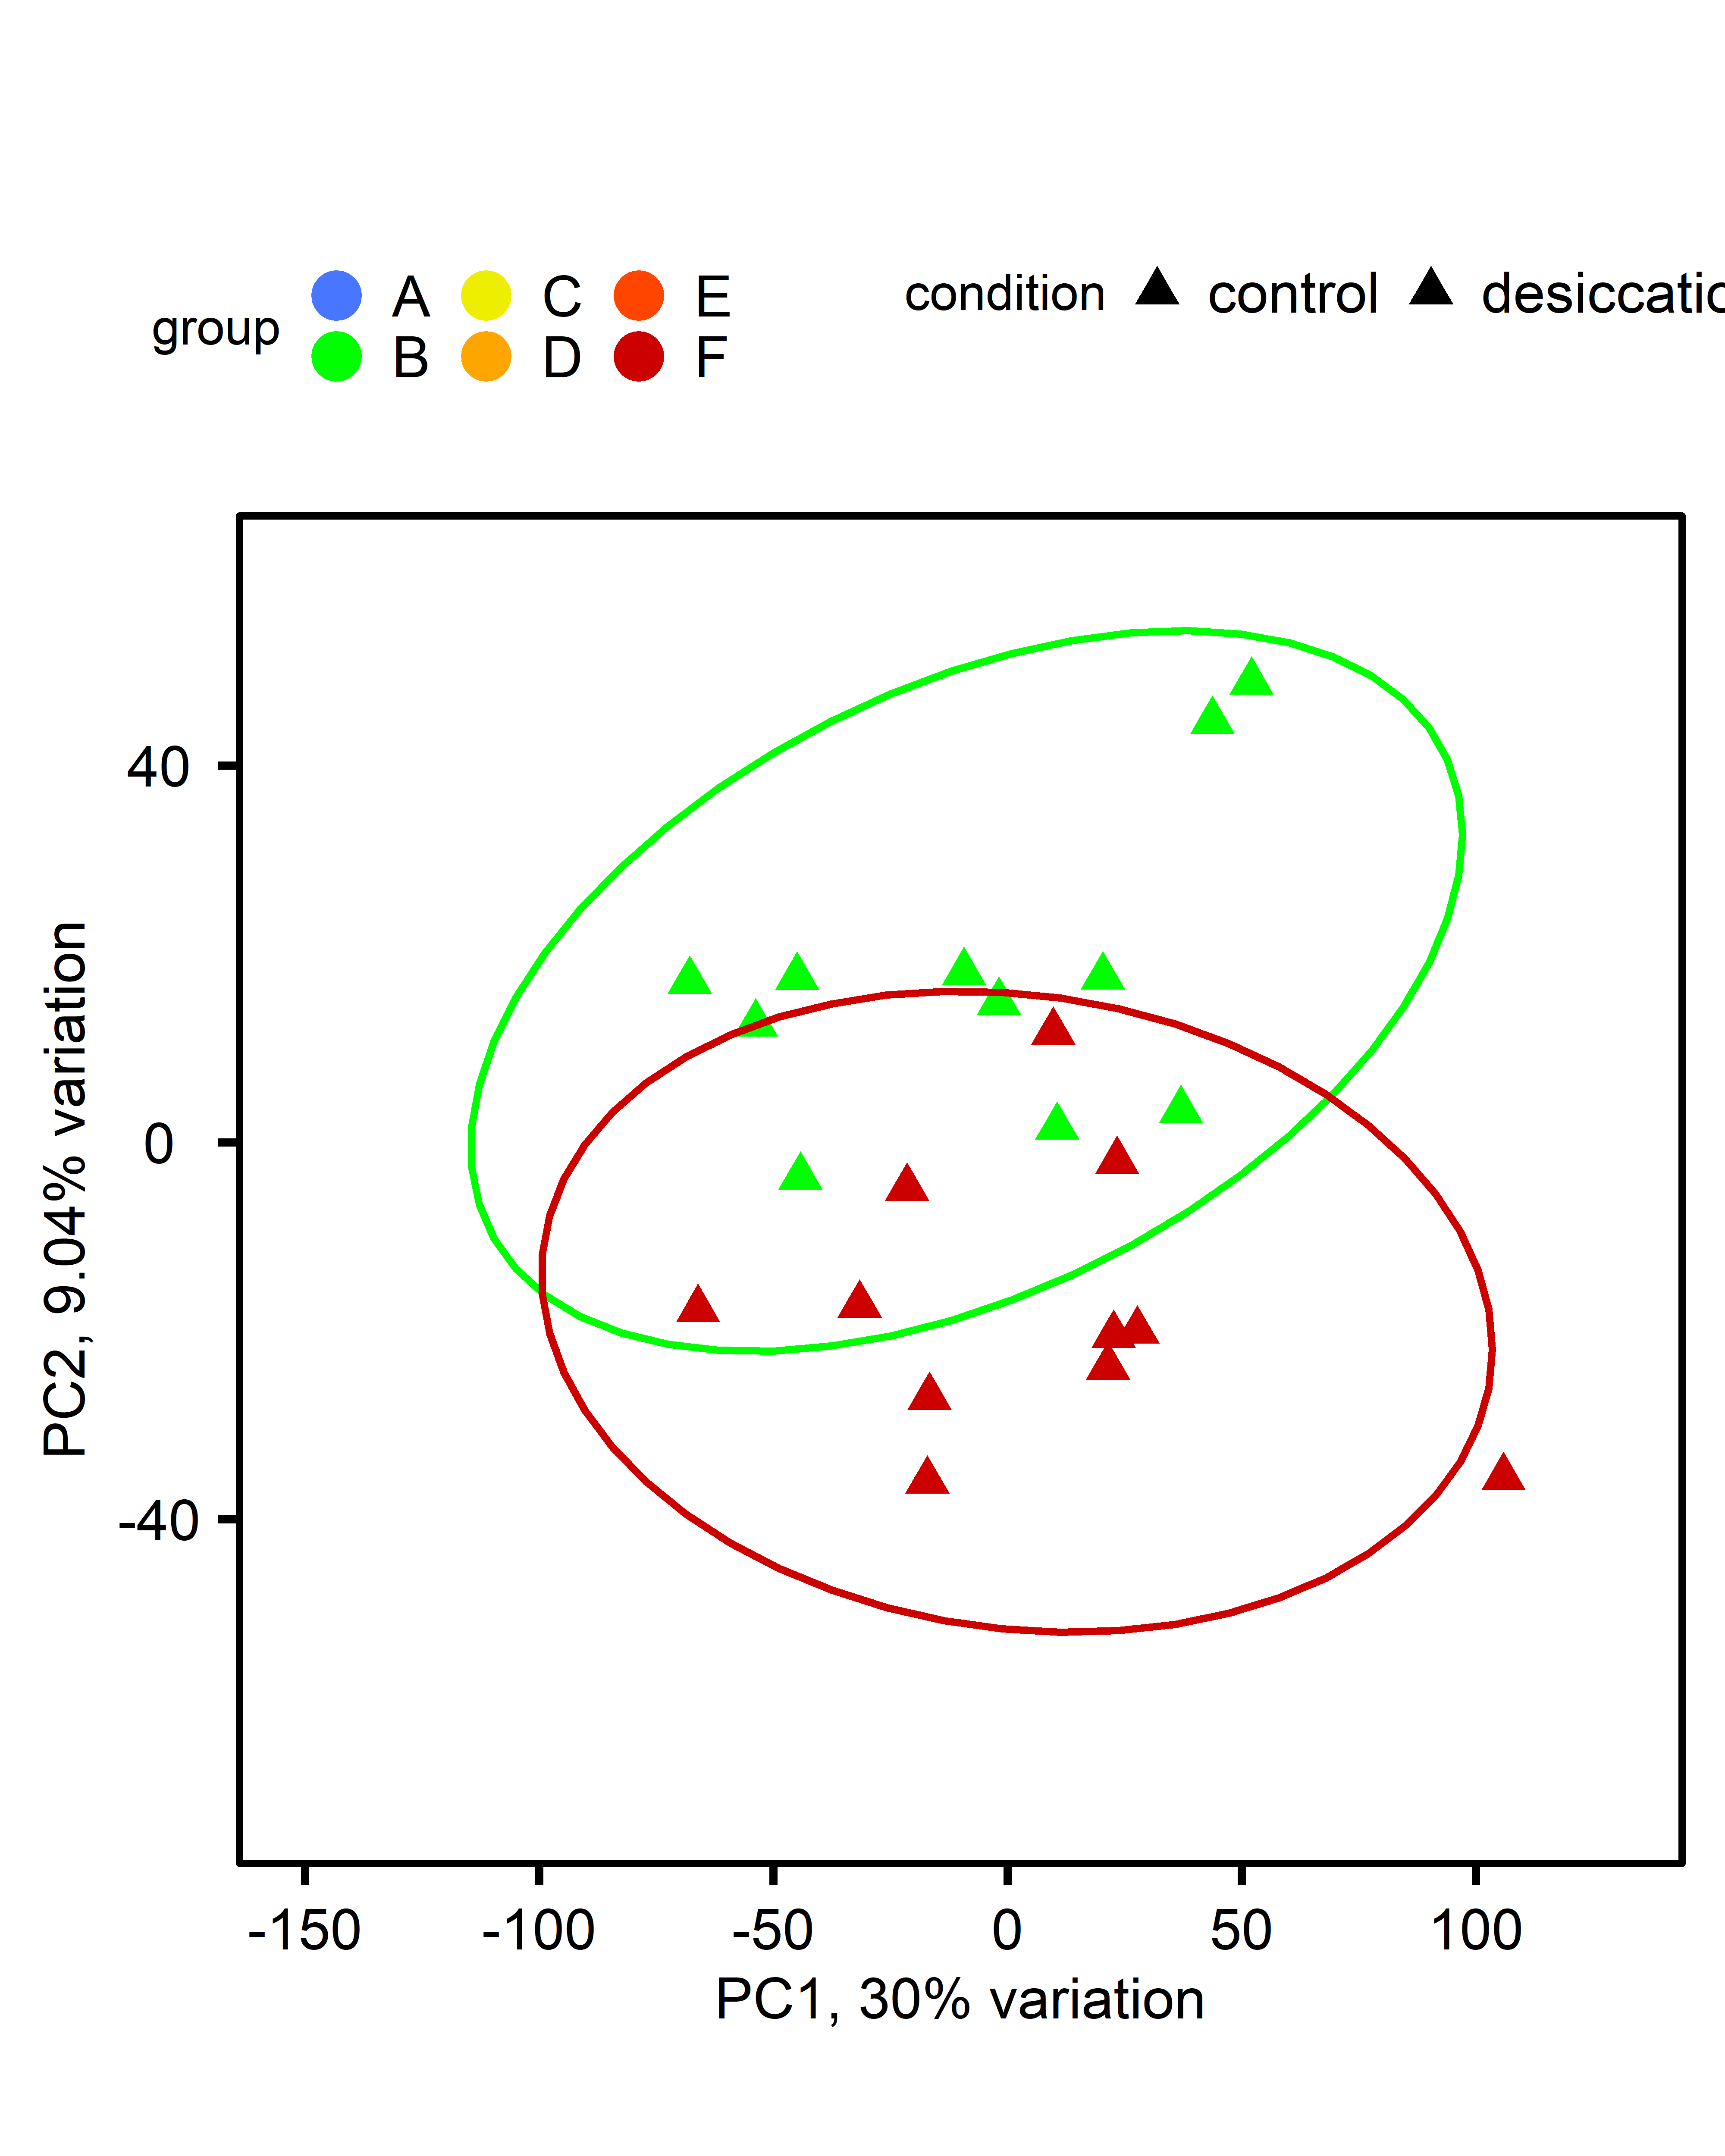 group
A C E
B D F
condition control desiccatio
PC2, 9.04% variation
40
0
-40
-150 -100 -50 0 50 100
PC1, 30% variation